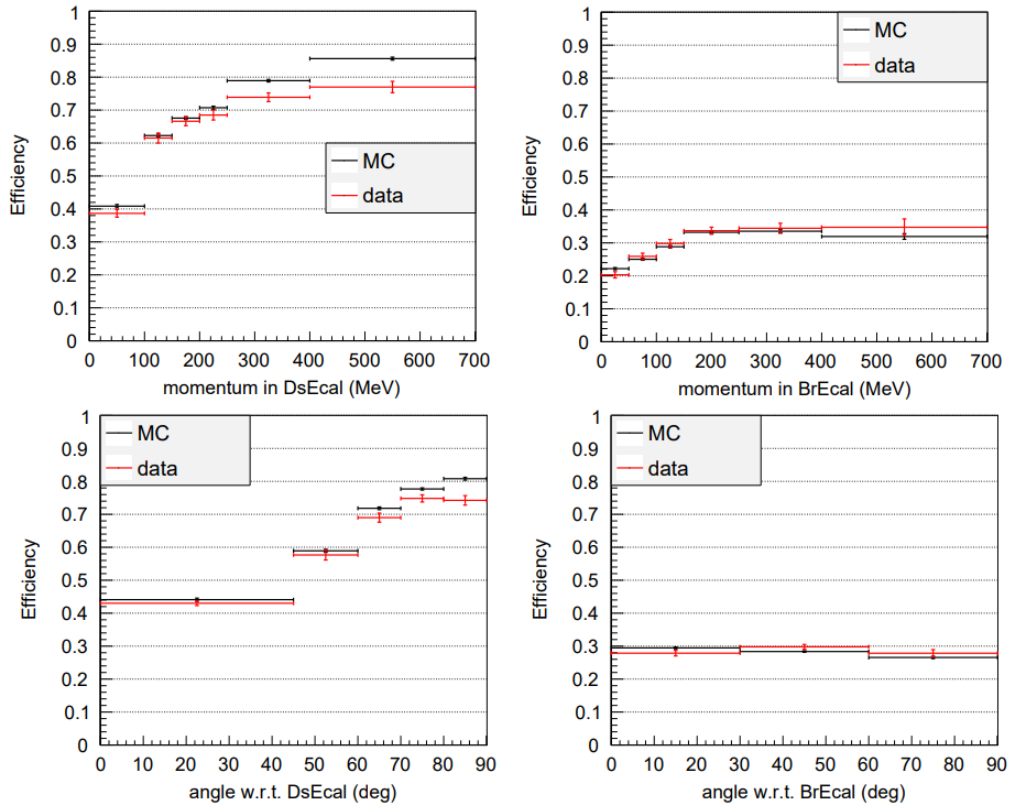 1
0.9
0.8
0.7
0.6
0.5
0.4
0.3
0.2
0.1
0
Efficiency
MC
data
0 100 200 300 400 500 600 700
momentum in DsEcal (MeV)
1
0.9
0.8
0.7
0.6
0.5
0.4
0.3
0.2
0.1
0
Efficiency
MC
data
0 100 200 300 400 500 600 700
momentum in BrEcal (MeV)
1
0.9
0.8
0.7
0.6
0.5
0.4
0.3
0.2
0.1
0
Efficiency
MC
data
0 10 20 30 40 50 60 70 80 90
angle w.r.t. DsEcal (deg)
1
0.9
0.8
0.7
0.6
0.5
0.4
0.3
0.2
0.1
0
Efficiency
MC
data
0 10 20 30 40 50 60 70 80 90
angle w.r.t. BrEcal (deg)